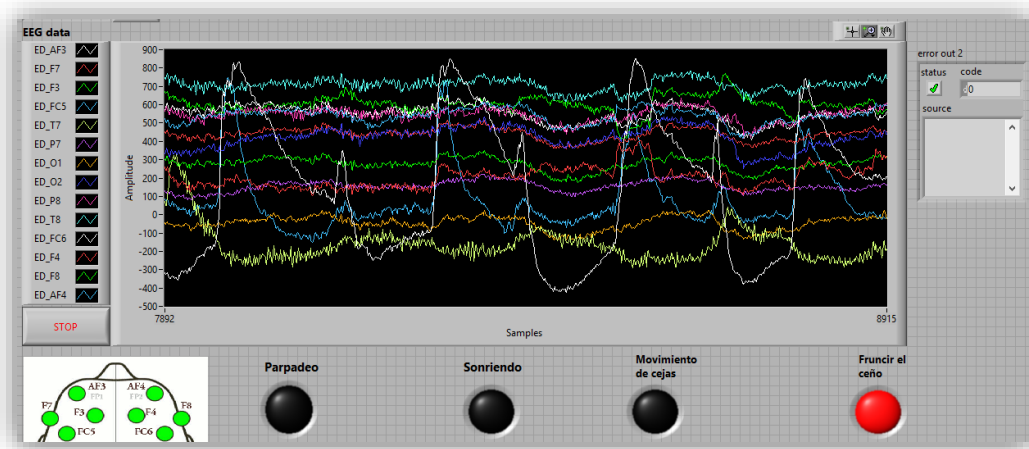 EEG data
ED_AF3
ED_F7
ED_F3
ED_FC5
ED_T7
ED_P7
ED_O1
ED_O2
ED_P8
ED_T8
ED_FC6
ED_F4
ED_F8
ED_AF4
STOP
Amplitude
900
800
700
600
500
400
300
200
100
0
-100
-200
-300
-400
-500
7892
8915
Samples
error out 2
status code
0
source
AF3 AF4
FP1 FP2
F7 F3 F4 F8
FC5 FC6
Parpadeo
Sonriendo
Movimiento
de cejas
Fruncir el
ceño